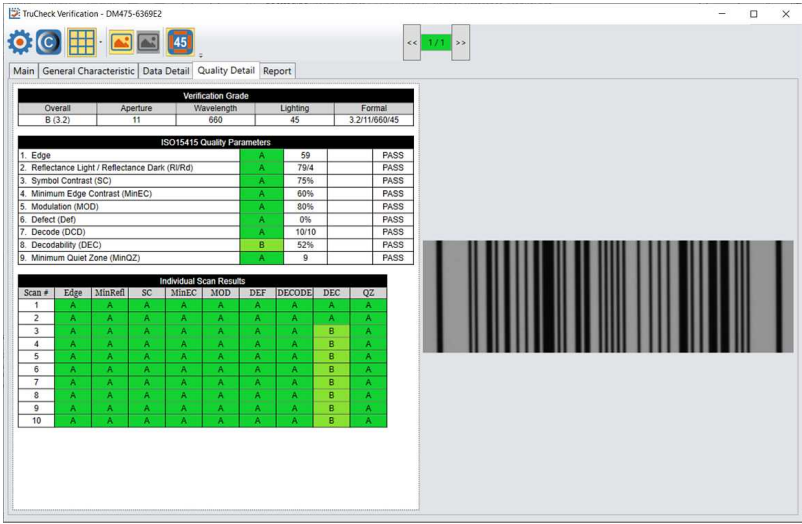 TruCheck Verification - DM475-6369E2
45
<< 1/1 >>
Main General Characteristic Data Detail Quality Detail Report
Verification Grade
Overall Aperture Wavelength Lighting Formal
B (3.2) 11 660 45 3.2/11/660/45
ISO15415 Quality Parameters
1. Edge A 59 PASS
2. Reflectance Light / Reflectance Dark (Rl/Rd) A 79/4 PASS
3. Symbol Contrast (SC) A 75% PASS
4. Minimum Edge Contrast (MinEC) A 60% PASS
5. Modulation (MOD) A 80% PASS
6. Defect (Def) A 0% PASS
7. Decode (DCD) A 10/10 PASS
8. Decodability (DEC) B 52% PASS
9. Minimum Quiet Zone (MinQZ) A 9 PASS
Individual Scan Results
Scan # Edge MinRefl SC MinEC MOD DEF DECODE DEC QZ
1 A A A A A A A A A
2 A A A A A A A A A
3 A A A A A A A B A
4 A A A A A A A B A
5 A A A A A A A B A
6 A A A A A A A B A
7 A A A A A A A B A
8 A A A A A A A B A
9 A A A A A A A B A
10 A A A A A A A B A